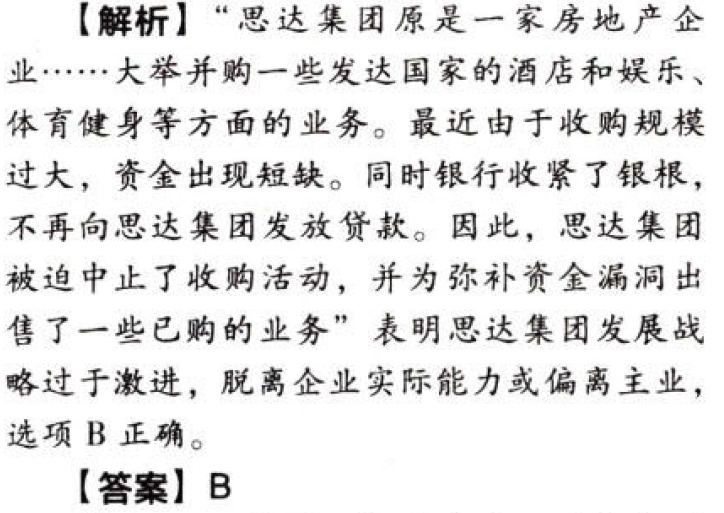 【解析】“思达集团原是一家房地产企
业……大举并购一些发达国家的酒店和娱乐、
体育健身等方面的业务。最近由于收购规模
过大，资金出现短缺。同时银行收紧了银根，
不再向思达集团发放贷款。因此，思达集团
被迫中止了收购活动，并为弥补资金漏洞出
售了一些已购的业务”表明思达集团发展战
略过于激进，脱离企业实际能力或偏离主业，
选项 B 正确。
【答案】B